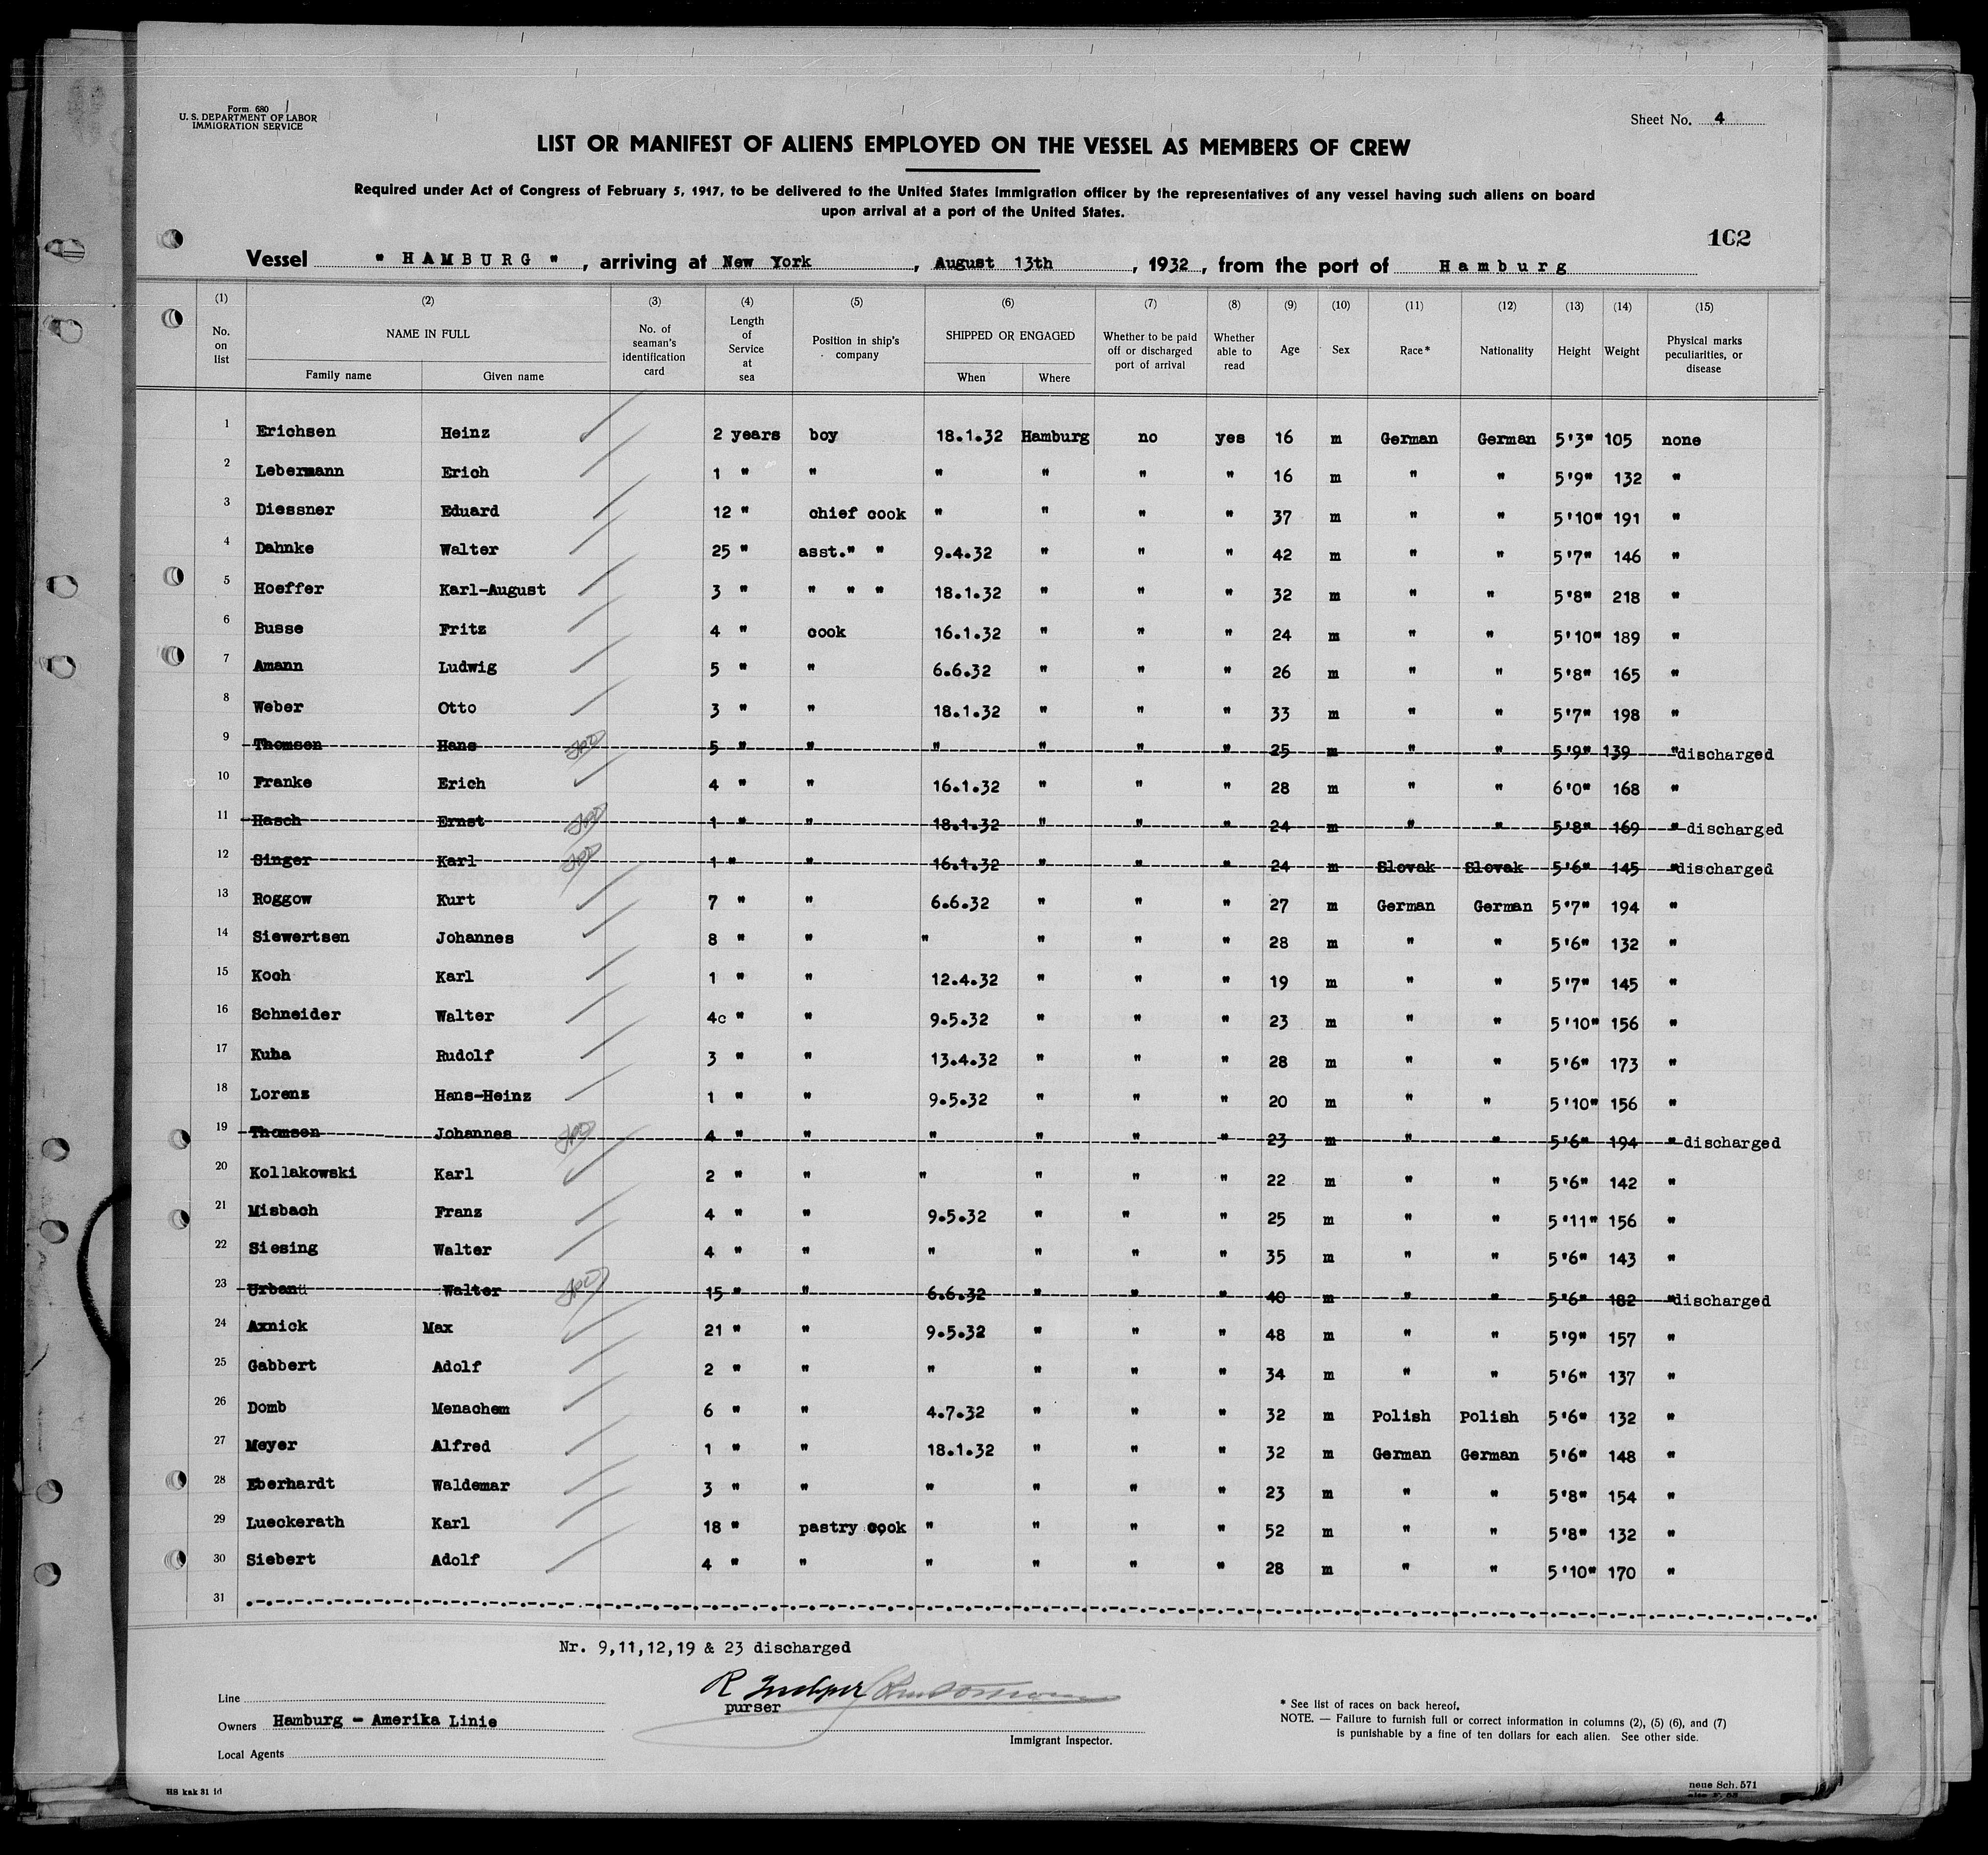 Form 680
U. S. DEPARTMENT OF LABOR
IMMIGRATION SERVICE
Sheet No. 4
LIST OR MANIFEST OF ALIENS EMPLOYED ON THE VESSEL AS MEMBERS OF CREW
Required under Act of Congress of February 5, 1917, to be delivered to the United States Immigration officer by the representatives of any vessel having such aliens on board
upon arrival at a port of the United States.
102
Vessel " HAMBURG " , arriving at New York , August 13th , 1932 , from the port of Hamburg
(1) (2) (3) (4) (5) (6) (7) (8) (9) (10) (11) (12) (13) (14) (15)
No. on list NAME IN FULL Family name Given name No. of seaman's identification card Length of Service at sea Position in ship's company SHIPPED OR ENGAGED When Where Whether to be paid off or discharged port of arrival Whether able to read Age Sex Race* Nationality Height Weight Physical marks peculiarities, or disease
1 Erichsen Heinz 2 years boy 18.1.32 Hamburg no yes 16 m German German 5'3" 105 none
2 Lebermann Erich 1 " " " " " " 16 m " " 5'9" 132 "
3 Diessner Eduard 12 " chief cook " " " " 37 m " " 5'10" 191 "
4 Dahnke Walter 25 " asst." " 9.4.32 " " " 42 m " " 5'7" 146 "
5 Hoeffer Karl-August 3 " " " " 18.1.32 " " " 32 m " " 5'8" 218 "
6 Busse Fritz 4 " cook 16.1.32 " " " 24 m " " 5'10" 189 "
7 Amann Ludwig 5 " " 6.6.32 " " " 26 m " " 5'8" 165 "
8 Weber Otto 3 " " 18.1.32 " " " 33 m " " 5'7" 198 "
9 Thomsen Hans 5 " " " " " " 25 m " " 5'9" 139 "discharged
10 Franke Erich 4 " " 16.1.32 " " " 28 m " " 6'0" 168 "
11 Hasch Ernst 1 " " 18.1.32 " " " 24 m " " 5'8" 169 " discharged
12 Singer Karl 1 " " 16.1.32 " " " 24 m Slovak Slovak 5'6" 145 "discharged
13 Roggow Kurt 7 " " 6.6.32 " " " 27 m German German 5'7" 194 "
14 Siewertsen Johannes 8 " " " " " " 28 m " " 5'6" 132 "
15 Koch Karl 1 " " 12.4.32 " " " 19 m " " 5'7" 145 "
16 Schneider Walter 4c " " 9.5.32 " " " 23 m " " 5'10" 156 "
17 Kuha Rudolf 3 " " 13.4.32 " " " 28 m " " 5'6" 173 "
18 Lorenz Hans-Heinz 1 " " 9.5.32 " " " 20 m " " 5'10" 156 "
19 Thomsen Johannes 4 " " " " " " 23 m " " 5'6" 194 " discharged
20 Kollakowski Karl 2 " " " " " " 22 m " " 5'6" 142 "
21 Misbach Franz 4 " " 9.5.32 " " " 25 m " " 5'11" 156 "
22 Siesing Walter 4 " " " " " " 35 m " " 5'6" 143 "
23 Urban Walter 15 " " 6.6.32 " " " 40 m " " 5'6" 182 "discharged
24 Axnick Max 21 " " 9.5.32 " " " 48 m " " 5'9" 157 "
25 Gabbert Adolf 2 " " " " " " 34 m " " 5'6" 137 "
26 Domb Menachem 6 " " 4.7.32 " " " 32 m Polish Polish 5'6" 132 "
27 Meyer Alfred 1 " " 18.1.32 " " " 32 m German German 5'6" 148 "
28 Eberhardt Waldemar 3 " " " " " " 23 m " " 5'8" 154 "
29 Lueckerath Karl 18 " pastry cook " " " " 52 m " " 5'8" 132 "
30 Siebert Adolf 4 " " " " " " 28 m " " 5'10" 170 "
31
Nr. 9,11,12,19 & 23 discharged
R
purser
Line
Owners Hamburg - Amerika Linie
Local Agents
Immigrant Inspector.
* See list of races on back hereof.
NOTE. — Failure to furnish full or correct information in columns (2), (5) (6), and (7)
is punishable by a fine of ten dollars for each alien. See other side.
HS kak 31 Id
neue Sch. 571